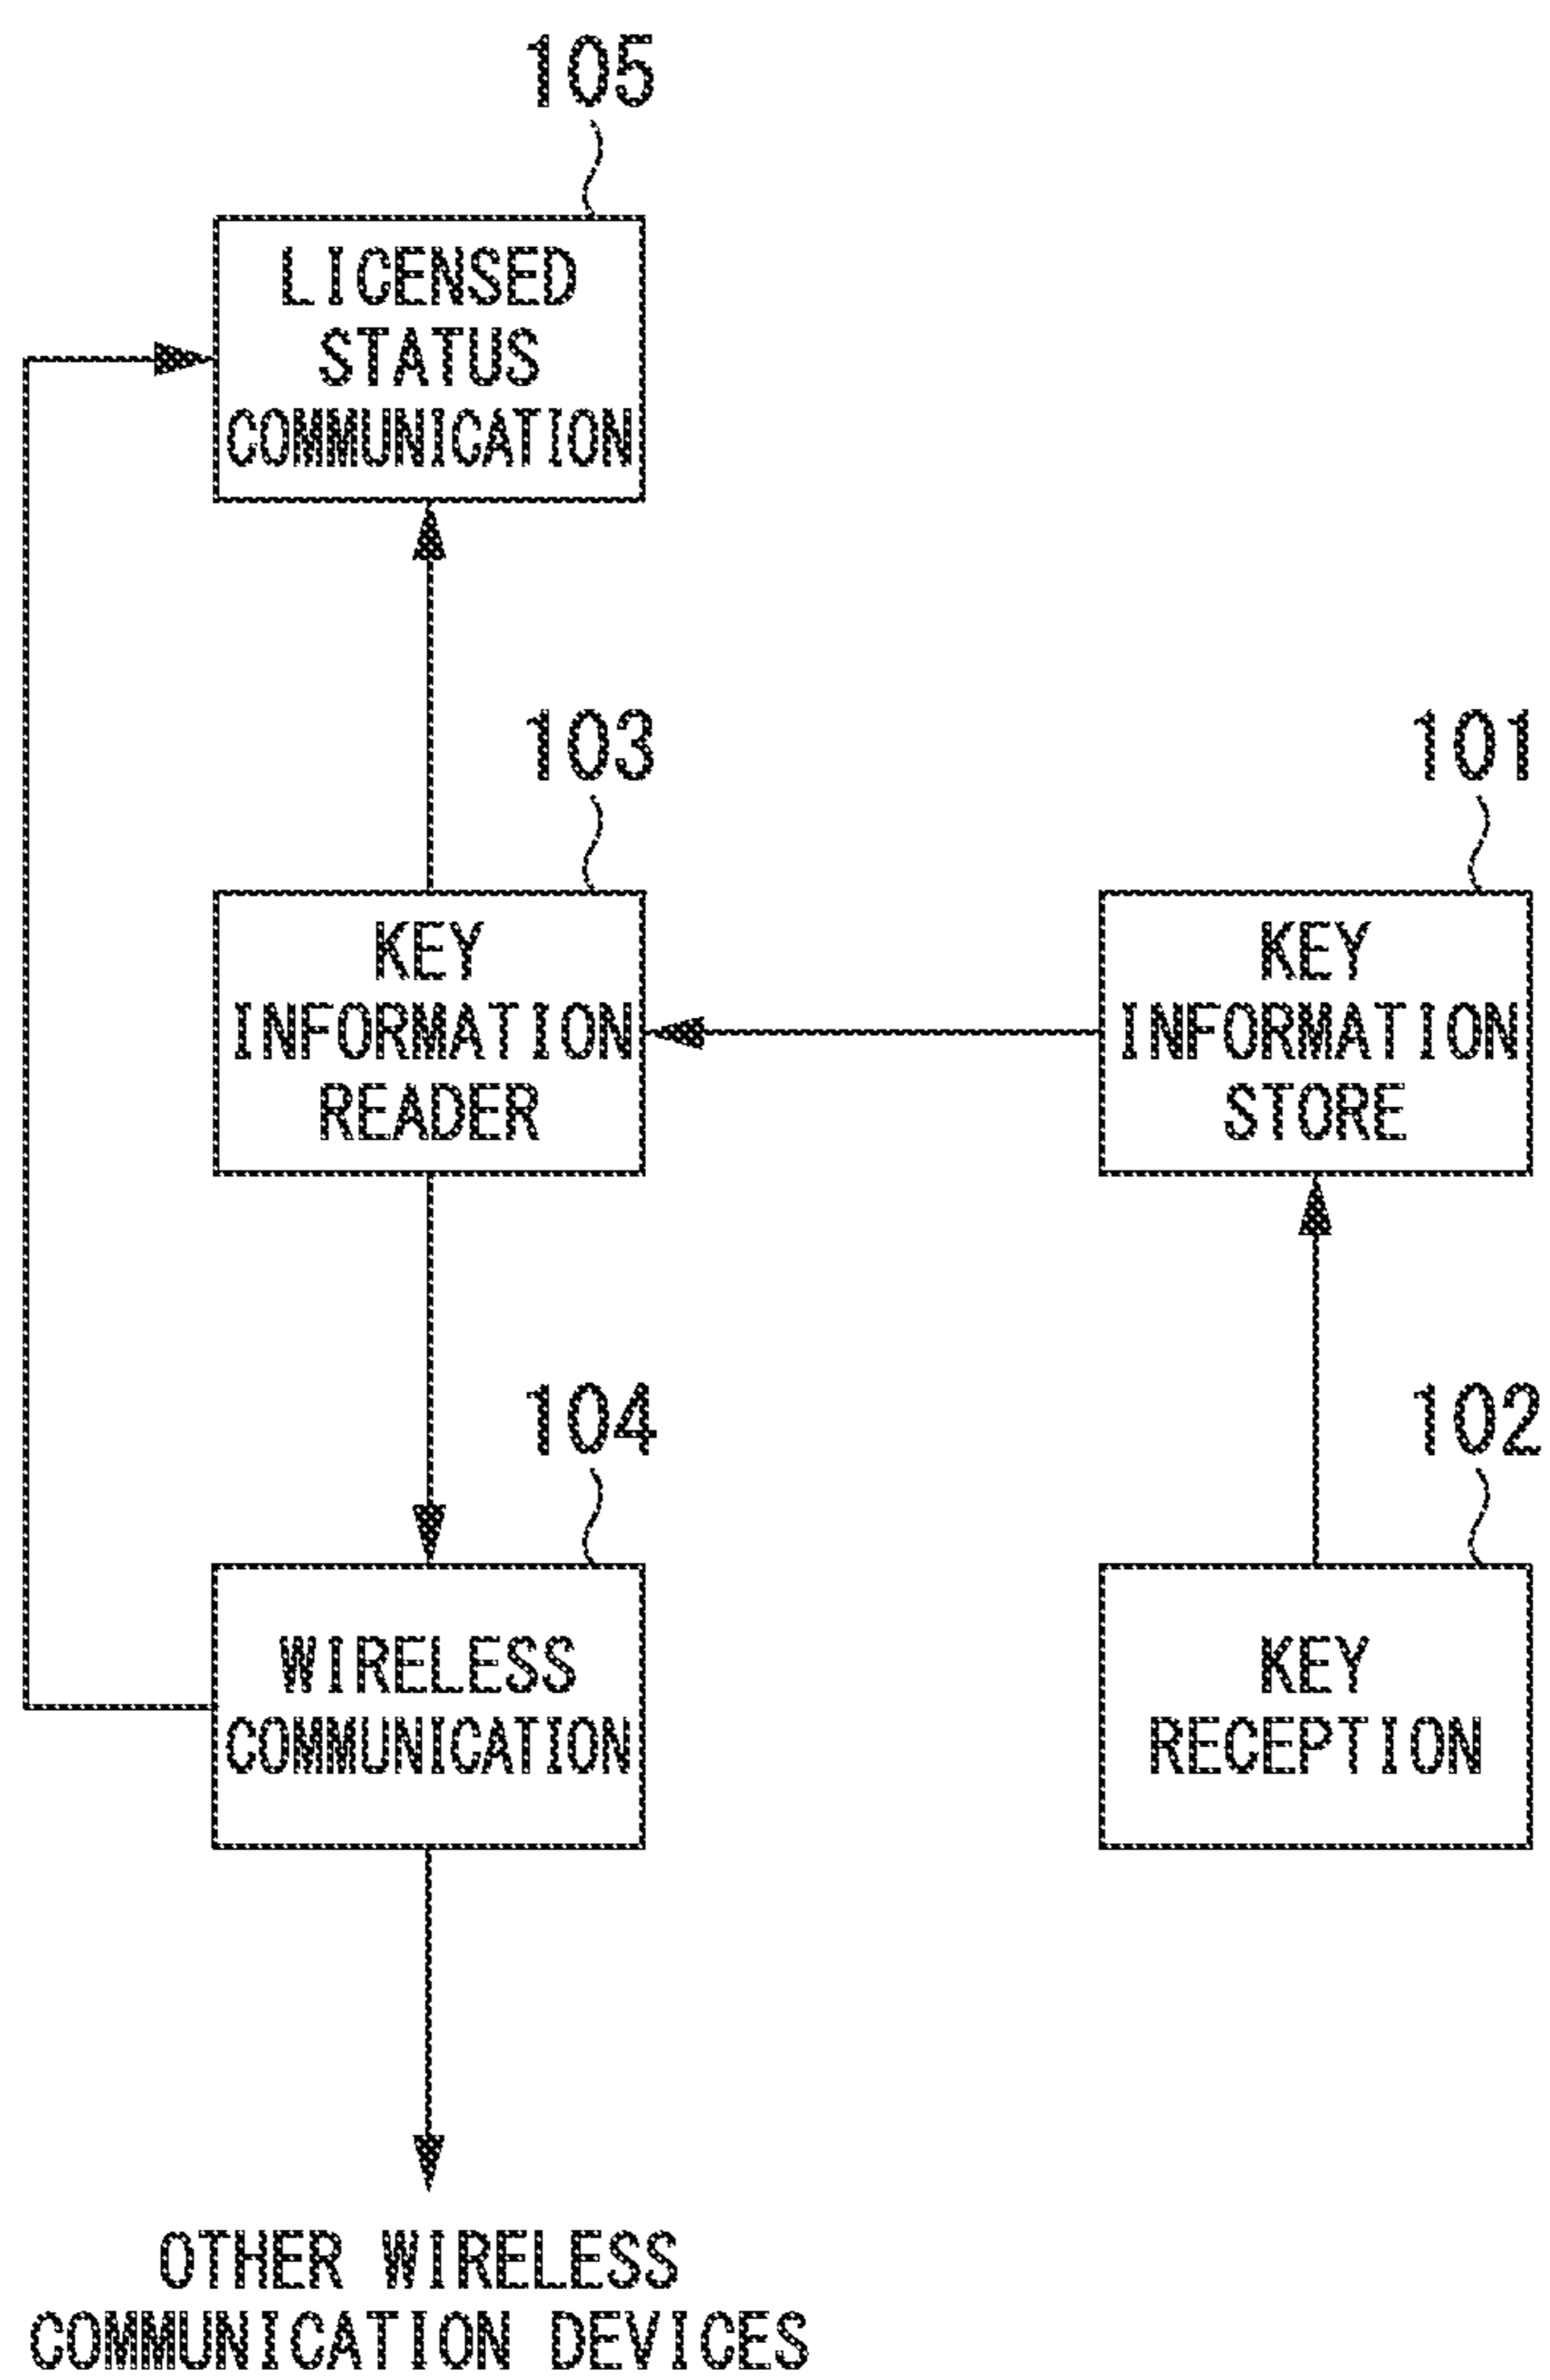 105
LICENSED
STATUS
COMMUNICATION
103
KEY
INFORMATION
READER
101
KEY
INFORMATION
STORE
104
WIRELESS
COMMUNICATION
102
KEY
RECEPTION
OTHER WIRELESS
COMMUNICATION DEVICES